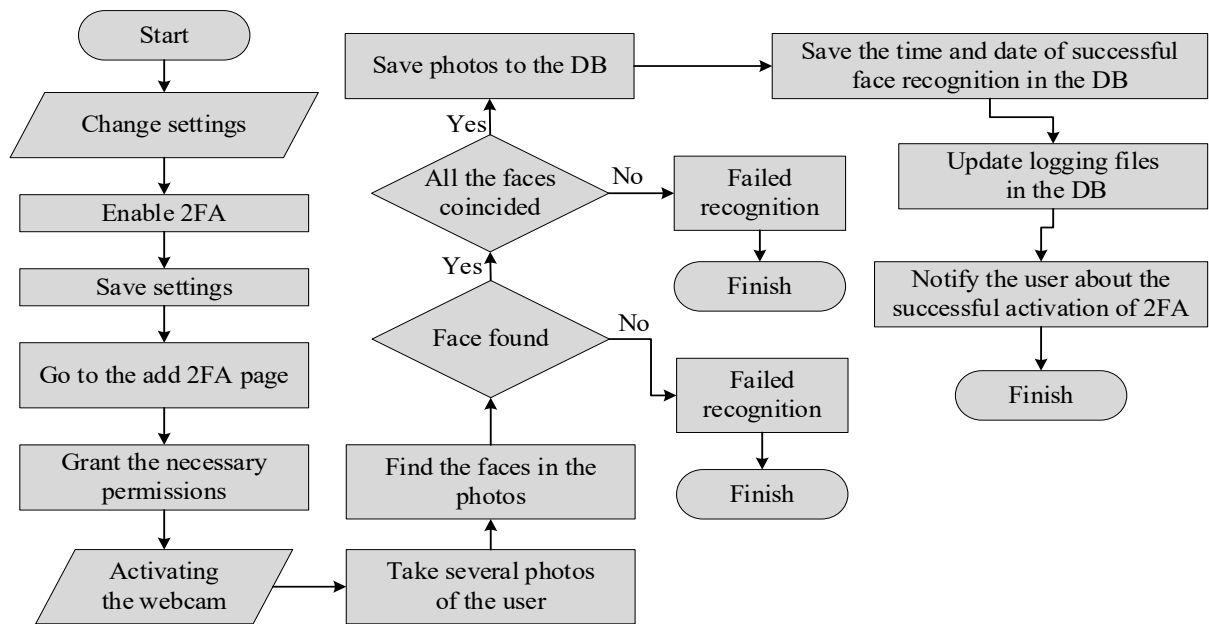 Start
Change settings
Enable 2FA
Save settings
Go to the add 2FA page
Grant the necessary
permissions
Activating
the webcam
Take several photos
of the user
Find the faces in the
photos
Face found
No
Failed
recognition
Finish
Yes
All the faces
coincided
No
Failed
recognition
Finish
Yes
Save photos to the DB
Save the time and date of successful
face recognition in the DB
Update logging files
in the DB
Notify the user about the
successful activation of 2FA
Finish